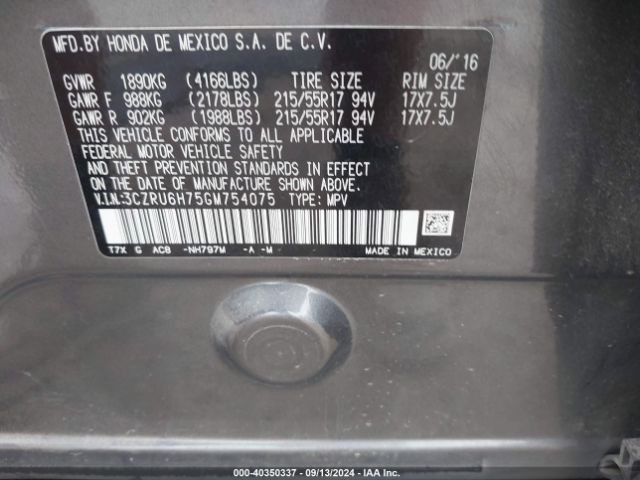 MFD.BY HONDA DE MEXICO S.A. DE C.V.
06/'16
GVWR 1890KG (4166LBS) TIRE SIZE RIM SIZE
GAWR F 988KG (2178LBS) 215/55R17 94V 17X7.5J
GAWR R 902KG (1988LBS) 215/55R17 94V 17X7.5J
THIS VEHICLE CONFORMS TO ALL APPLICABLE
FEDERAL MOTOR VEHICLE SAFETY
AND THEFT PREVENTION STANDARDS IN EFFECT
ON THE DATE OF MANUFACTURE SHOWN ABOVE.
V.I.N:3CZRU6H75GM754075 TYPE: MPV
T7X G AC8 -NH797M -A -M- MADE IN MEXICO
000-40350337 - 09/13/2024 - IAA Inc.